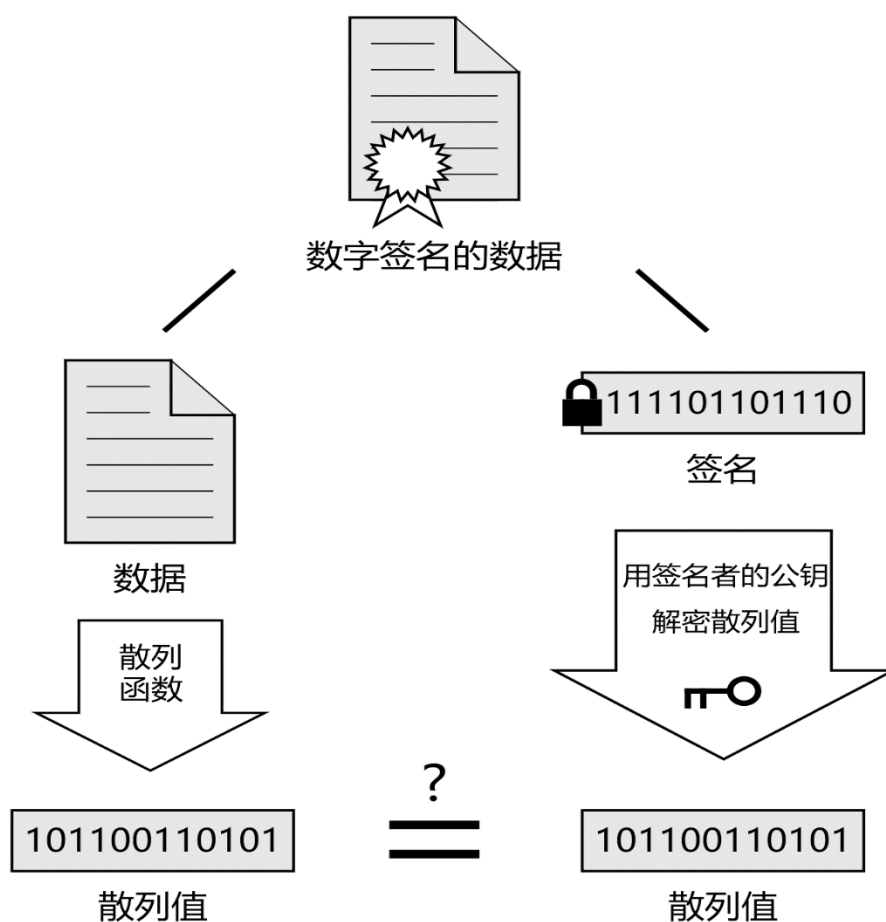 数字签名的数据
111101101110
签名
数据
用签名者的公钥
解密散列值
散列
函数
?
=
101100110101
101100110101
散列值
散列值